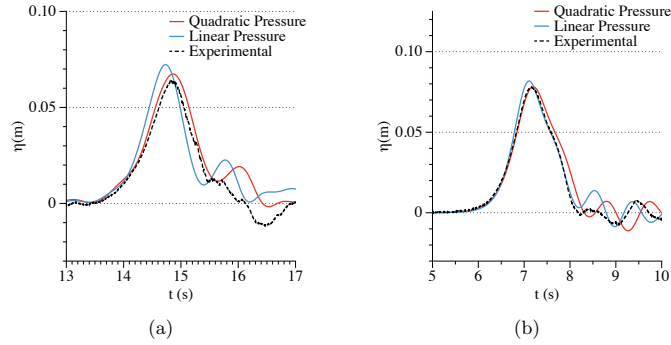 0.10
0.05
0
η(m)
13
14
15
16
17
t (s)
Quadratic Pressure
Linear Pressure
Experimental
(a)
0.10
0.05
0
η(m)
5
6
7
8
9
10
t (s)
Quadratic Pressure
Linear Pressure
Experimental
(b)